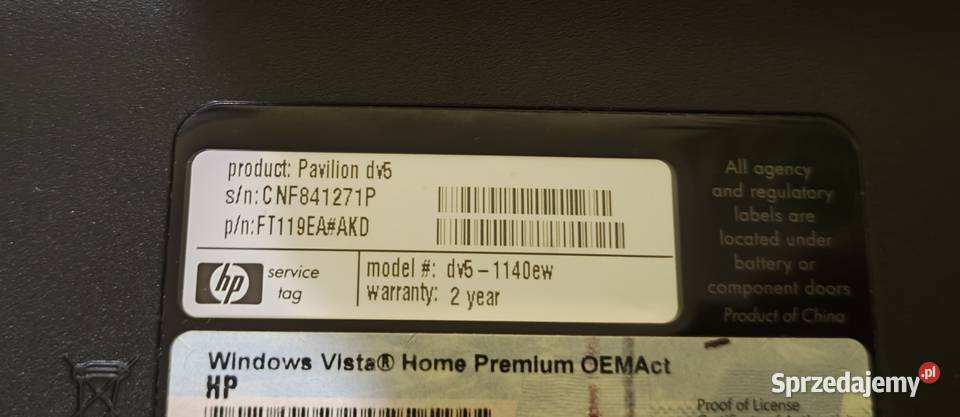 product: Pavilion dv5
s/n:CNF841271P
p/n:FT119EA#AKD
hp service tag
model #: dv5-1140ew
warranty: 2 year
All agency
and regulatory
labels are
located under
battery or
component doors
Product of China
Windows Vista® Home Premium OEMAct
HP
Proof of License
Sprzedajemy.pl